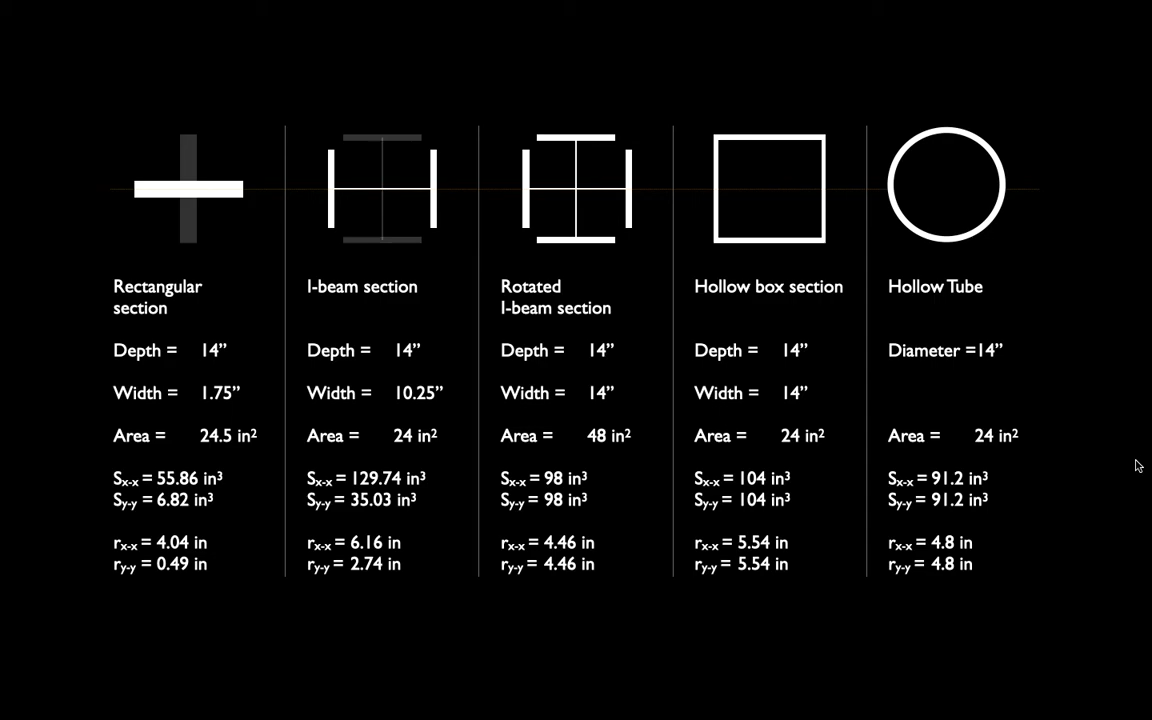 Rectangular
section
Depth = 14”
Width = 1.75”
Area = 24.5 in²
Sx-x = 55.86 in³
Sy-y = 6.82 in³
rx-x = 4.04 in
ry-y = 0.49 in
I-beam section
Depth = 14”
Width = 10.25”
Area = 24 in²
Sx-x = 129.74 in³
Sy-y = 35.03 in³
rx-x = 6.16 in
ry-y = 2.74 in
Rotated
I-beam section
Depth = 14”
Width = 14”
Area = 48 in²
Sx-x = 98 in³
Sy-y = 98 in³
rx-x = 4.46 in
ry-y = 4.46 in
Hollow box section
Depth = 14”
Width = 14”
Area = 24 in²
Sx-x = 104 in³
Sy-y = 104 in³
rx-x = 5.54 in
ry-y = 5.54 in
Hollow Tube
Diameter =14”
Area = 24 in²
Sx-x = 91.2 in³
Sy-y = 91.2 in³
rx-x = 4.8 in
ry-y = 4.8 in